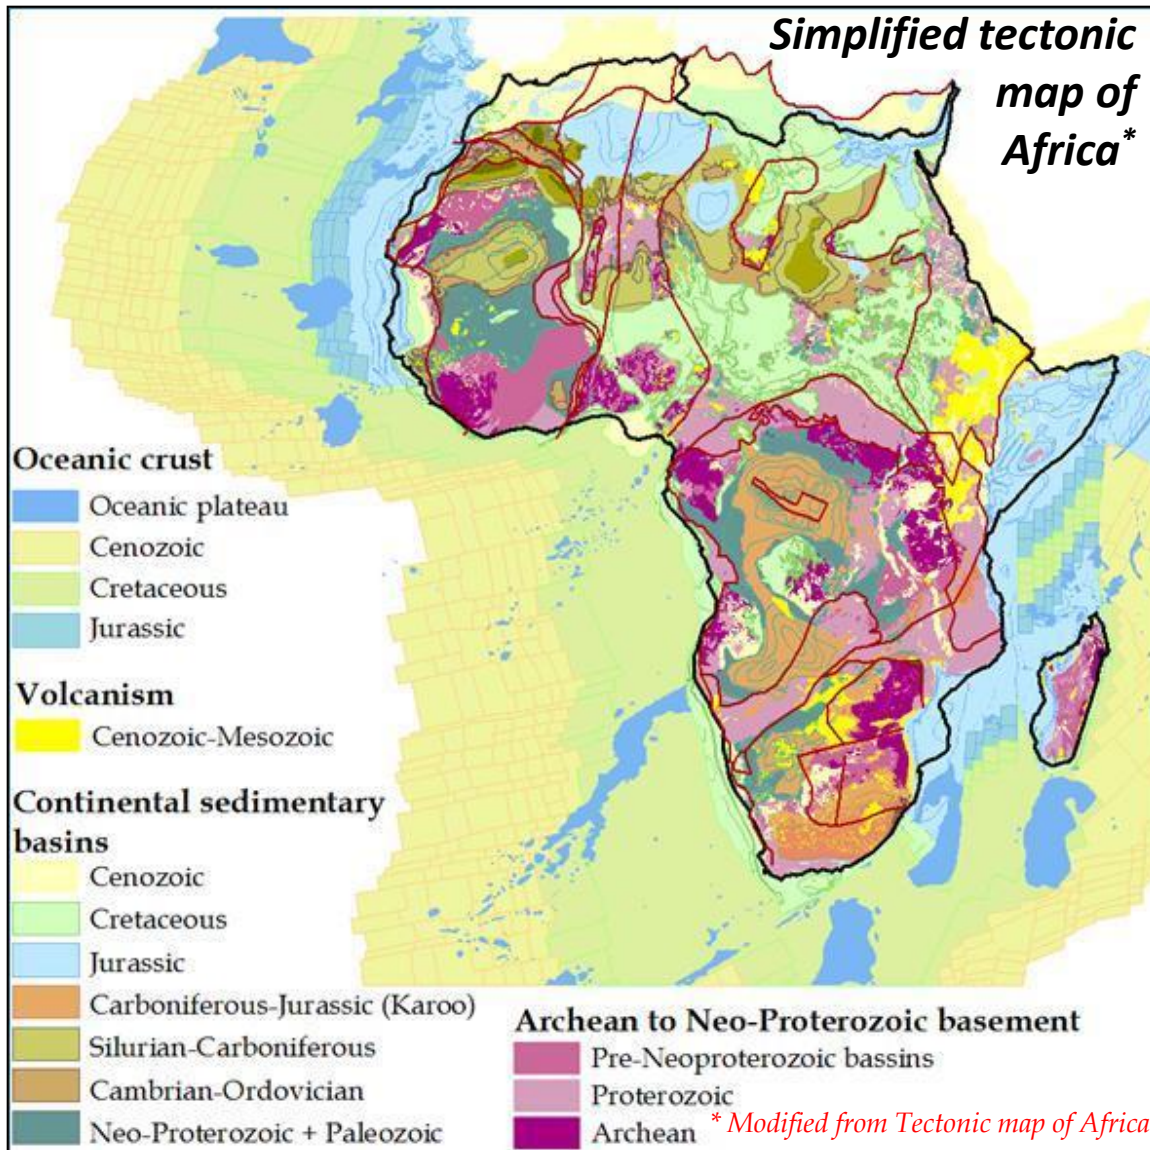 Simplified tectonic
map of
Africa*
Oceanic crust
Oceanic plateau
Cenozoic
Cretaceous
Jurassic
Volcanism
Cenozoic-Mesozoic
Continental sedimentary
basins
Cenozoic
Cretaceous
Jurassic
Carboniferous-Jurassic (Karoo)
Silurian-Carboniferous
Cambrian-Ordovician
Neo-Proterozoic + Paleozoic
Archean to Neo-Proterozoic basement
Pre-Neoproterozoic bassins
Proterozoic
Archean
* Modified from Tectonic map of Africa